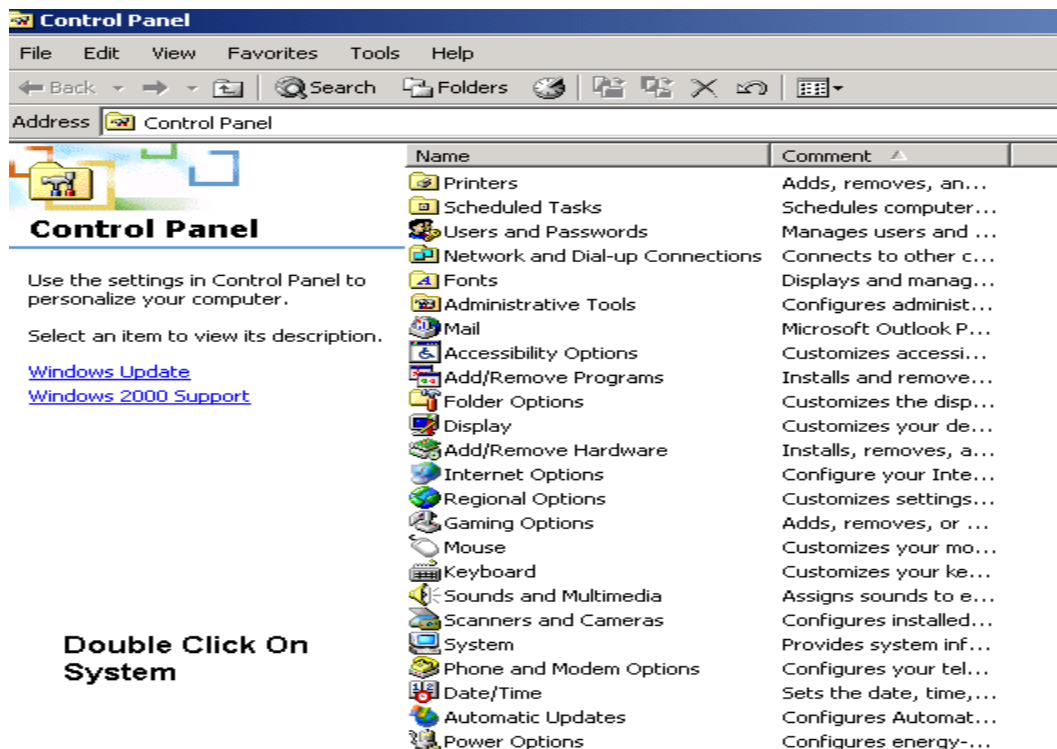 Control Panel
File Edit View Favorites Tools Help
Back Search Folders
Address Control Panel
Control Panel
Use the settings in Control Panel to
personalize your computer.
Select an item to view its description.
Windows Update
Windows 2000 Support
Double Click On
System
Name Comment
Printers Adds, removes, an...
Scheduled Tasks Schedules computer...
Users and Passwords Manages users and ...
Network and Dial-up Connections Connects to other c...
Fonts Displays and manag...
Administrative Tools Configures administ...
Mail Microsoft Outlook P...
Accessibility Options Customizes accessi...
Add/Remove Programs Installs and remove...
Folder Options Customizes the disp...
Display Customizes your de...
Add/Remove Hardware Installs, removes, a...
Internet Options Configure your Inte...
Regional Options Customizes settings...
Gaming Options Adds, removes, or ...
Mouse Customizes your mo...
Keyboard Customizes your ke...
Sounds and Multimedia Assigns sounds to e...
Scanners and Cameras Configures installed...
System Provides system inf...
Phone and Modem Options Configures your tel...
Date/Time Sets the date, time,...
Automatic Updates Configures Automat...
Power Options Configures energy-...